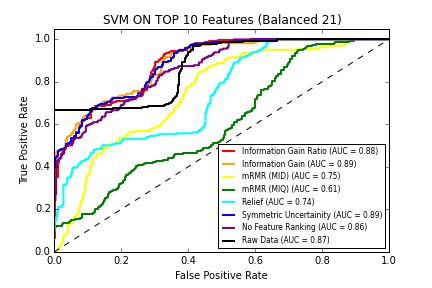 SVM ON TOP 10 Features (Balanced 21)
True Positive Rate
1.0
0.8
0.6
0.4
0.2
0.0
Information Gain Ratio (AUC = 0.88)
Information Gain (AUC = 0.89)
mRMR (MID) (AUC = 0.75)
mRMR (MIQ) (AUC = 0.61)
Relief (AUC = 0.74)
Symmetric Uncertainity (AUC = 0.89)
No Feature Ranking (AUC = 0.86)
Raw Data (AUC = 0.87)
0.0 0.2 0.4 0.6 0.8 1.0
False Positive Rate